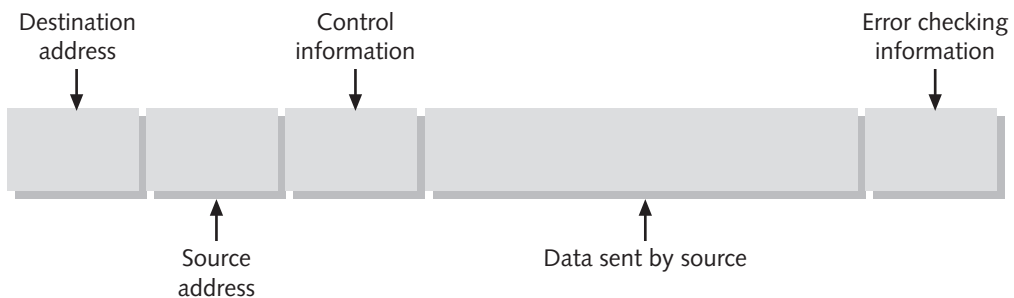 Destination
address
Control
information
Error checking
information
Source
address
Data sent by source